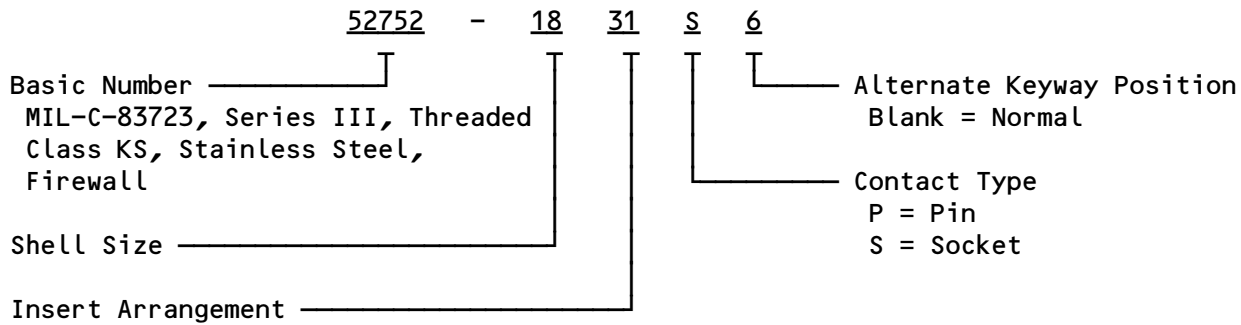 52752 - 18 31 S 6
Basic Number
MIL-C-83723, Series III, Threaded
Class KS, Stainless Steel,
Firewall
Shell Size
Insert Arrangement
Alternate Keyway Position
Blank = Normal
Contact Type
P = Pin
S = Socket